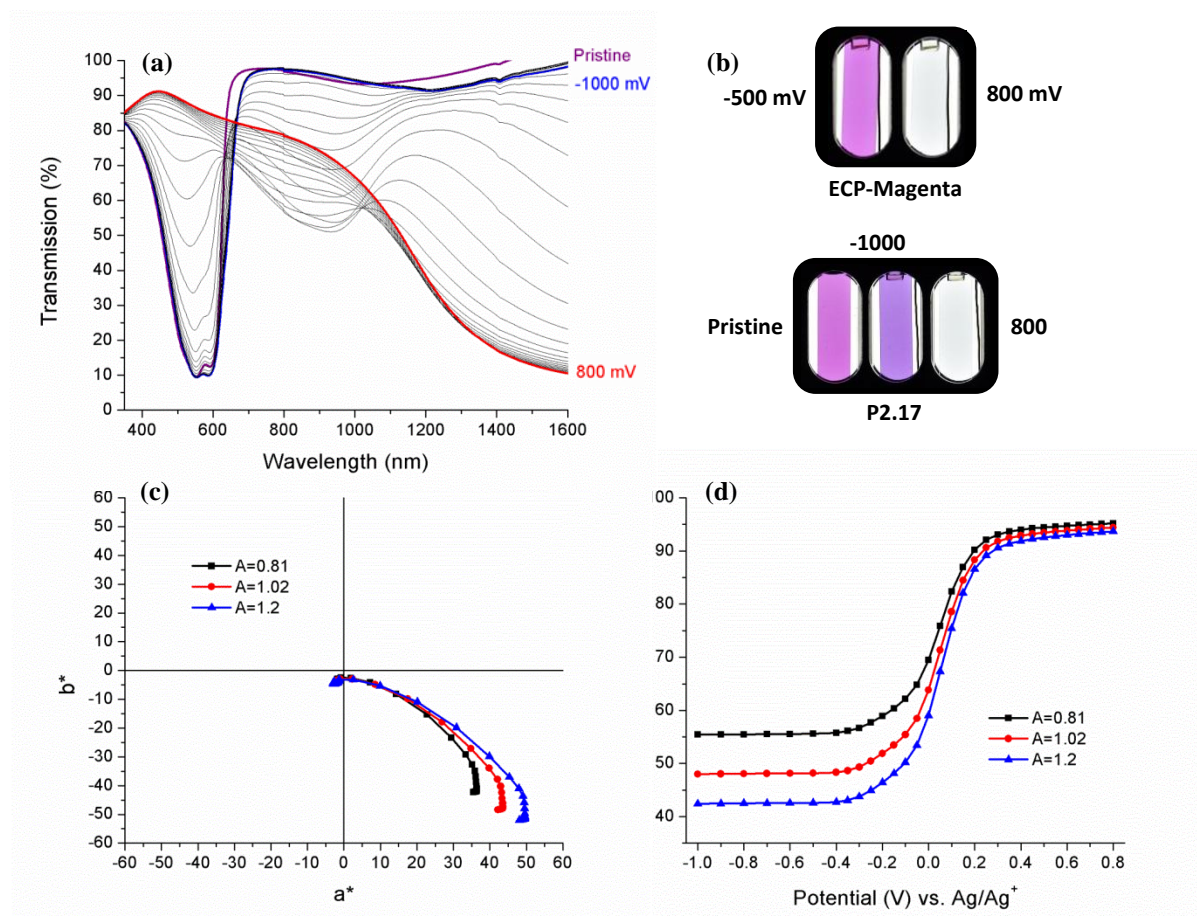 (a)
100
90
80
70
60
50
40
30
20
10
0
Transmission (%)
400 600 800 1000 1200 1400 1600
Wavelength (nm)
Pristine
-1000 mV
800 mV
(b)
-500 mV
800 mV
ECP-Magenta
-1000
Pristine
800
P2.17
(c)
60
50
40
30
20
10
0
-10
-20
-30
-40
-50
-60
b*
A=0.81
A=1.02
A=1.2
-60 -50 -40 -30 -20 -10 0 10 20 30 40 50 60
a*
(d)
00
90
80
70
60
50
40
A=0.81
A=1.02
A=1.2
-1.0 -0.8 -0.6 -0.4 -0.2 0.0 0.2 0.4 0.6 0.8
Potential (V) vs. Ag/Ag⁺